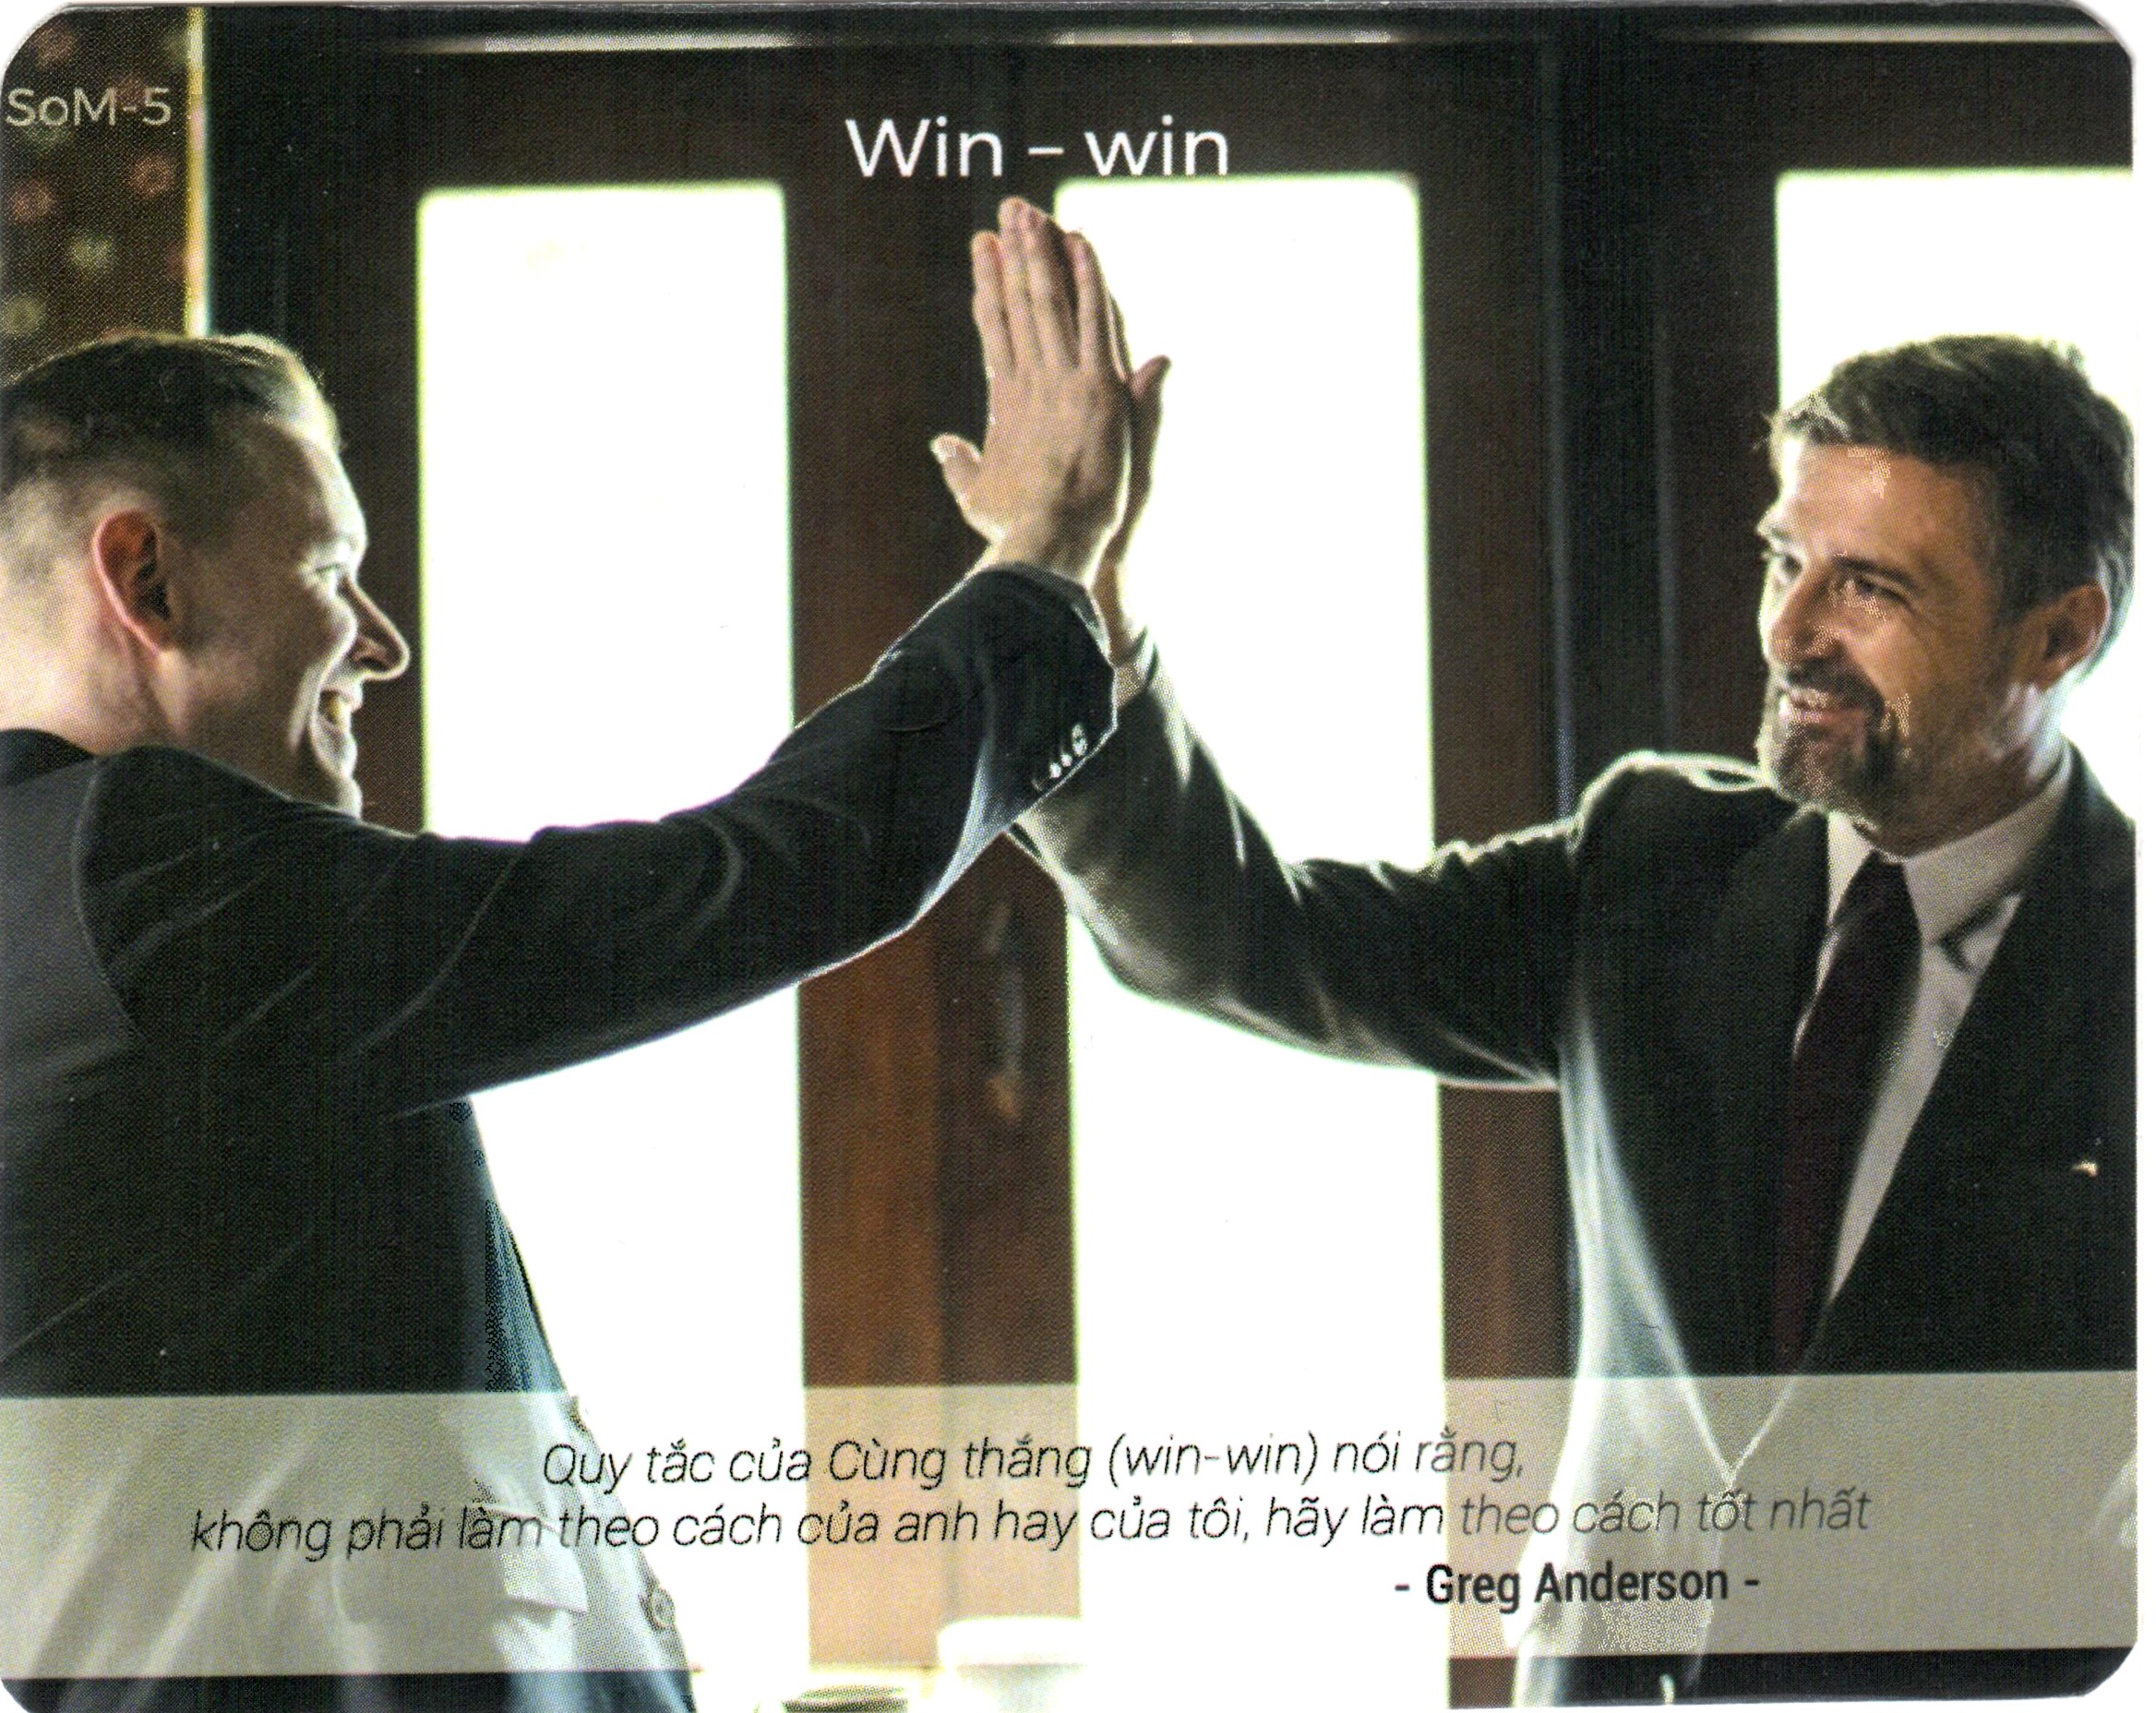 SoM-5
Win – win
Quy tắc của Cùng thắng (win-win) nói rằng,
không phải làm theo cách của anh hay của tôi, hãy làm theo cách tốt nhất
- Greg Anderson -